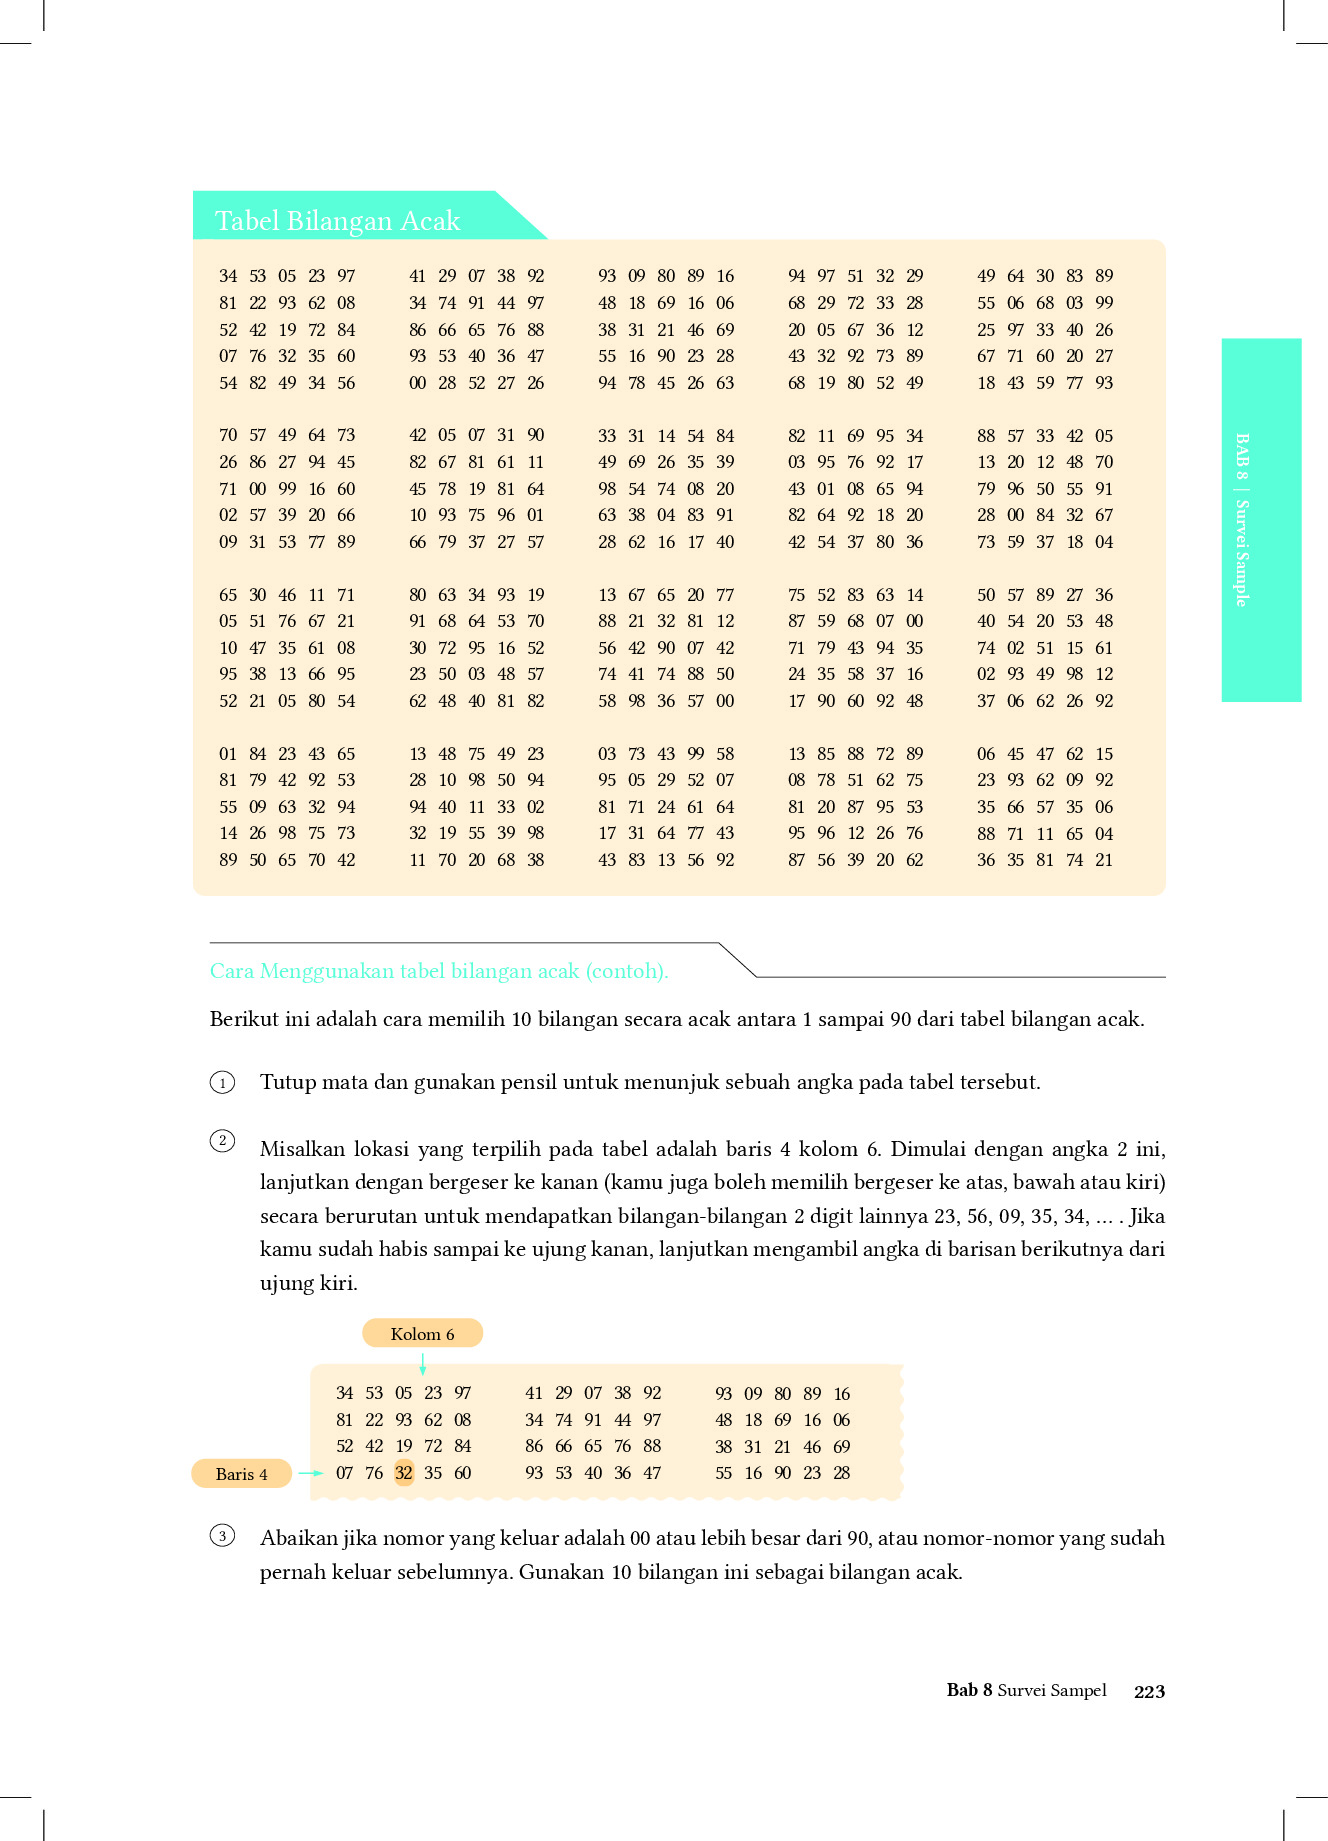 Tabel Bilangan Acak
34 53 05 23 97 41 29 07 38 92 93 09 80 89 16 94 97 51 32 29 49 64 30 83 89
81 22 93 62 08 34 74 91 44 97 48 18 69 16 06 68 29 72 33 28 55 06 68 03 99
52 42 19 72 84 86 66 65 76 88 38 31 21 46 69 20 05 67 36 12 25 97 33 40 26
07 76 32 35 60 93 53 40 36 47 55 16 90 23 28 43 32 92 73 89 67 71 60 20 27
54 82 49 34 56 00 28 52 27 26 94 78 45 26 63 68 19 80 52 49 18 43 59 77 93
70 57 49 64 73 42 05 07 31 90 33 31 14 54 84 82 11 69 95 34 88 57 33 42 05
26 86 27 94 45 82 67 81 61 11 49 69 26 35 39 03 95 76 92 17 13 20 12 48 70
71 00 99 16 60 45 78 19 81 64 98 54 74 08 20 43 01 08 65 94 79 96 50 55 91
02 57 39 20 66 10 93 75 96 01 63 38 04 83 91 82 64 92 18 20 28 00 84 32 67
09 31 53 77 89 66 79 37 27 57 28 62 16 17 40 42 54 37 80 36 73 59 37 18 04
65 30 46 11 71 80 63 34 93 19 13 67 65 20 77 75 52 83 63 14 50 57 89 27 36
05 51 76 67 21 91 68 64 53 70 88 21 32 81 12 87 59 68 07 00 40 54 20 53 48
10 47 35 61 08 30 72 95 16 52 56 42 90 07 42 71 79 43 94 35 74 02 51 15 61
95 38 13 66 95 23 50 03 48 57 74 41 74 88 50 24 35 58 37 16 02 93 49 98 12
52 21 05 80 54 62 48 40 81 82 58 98 36 57 00 17 90 60 92 48 37 06 62 26 92
01 84 23 43 65 13 48 75 49 23 03 73 43 99 58 13 85 88 72 89 06 45 47 62 15
81 79 42 92 53 28 10 98 50 94 95 05 29 52 07 08 78 51 62 75 23 93 62 09 92
55 09 63 32 94 94 40 11 33 02 81 71 24 61 64 81 20 87 95 53 35 66 57 35 06
14 26 98 75 73 32 19 55 39 98 17 31 64 77 43 95 96 12 26 76 88 71 11 65 04
89 50 65 70 42 11 70 20 68 38 43 83 13 56 92 87 56 39 20 62 36 35 81 74 21
BAB 8 | Survei Sample
Cara Menggunakan tabel bilangan acak (contoh).
Berikut ini adalah cara memilih 10 bilangan secara acak antara 1 sampai 90 dari tabel bilangan acak.
1 Tutup mata dan gunakan pensil untuk menunjuk sebuah angka pada tabel tersebut.
2 Misalkan lokasi yang terpilih pada tabel adalah baris 4 kolom 6. Dimulai dengan angka 2 ini,
lanjutkan dengan bergeser ke kanan (kamu juga boleh memilih bergeser ke atas, bawah atau kiri)
secara berurutan untuk mendapatkan bilangan-bilangan 2 digit lainnya 23, 56, 09, 35, 34, ... . Jika
kamu sudah habis sampai ke ujung kanan, lanjutkan mengambil angka di barisan berikutnya dari
ujung kiri.
Kolom 6
34 53 05 23 97 41 29 07 38 92 93 09 80 89 16
81 22 93 62 08 34 74 91 44 97 48 18 69 16 06
52 42 19 72 84 86 66 65 76 88 38 31 21 46 69
Baris 4 07 76 32 35 60 93 53 40 36 47 55 16 90 23 28
3 Abaikan jika nomor yang keluar adalah 00 atau lebih besar dari 90, atau nomor-nomor yang sudah
pernah keluar sebelumnya. Gunakan 10 bilangan ini sebagai bilangan acak.
Bab 8 Survei Sampel 223